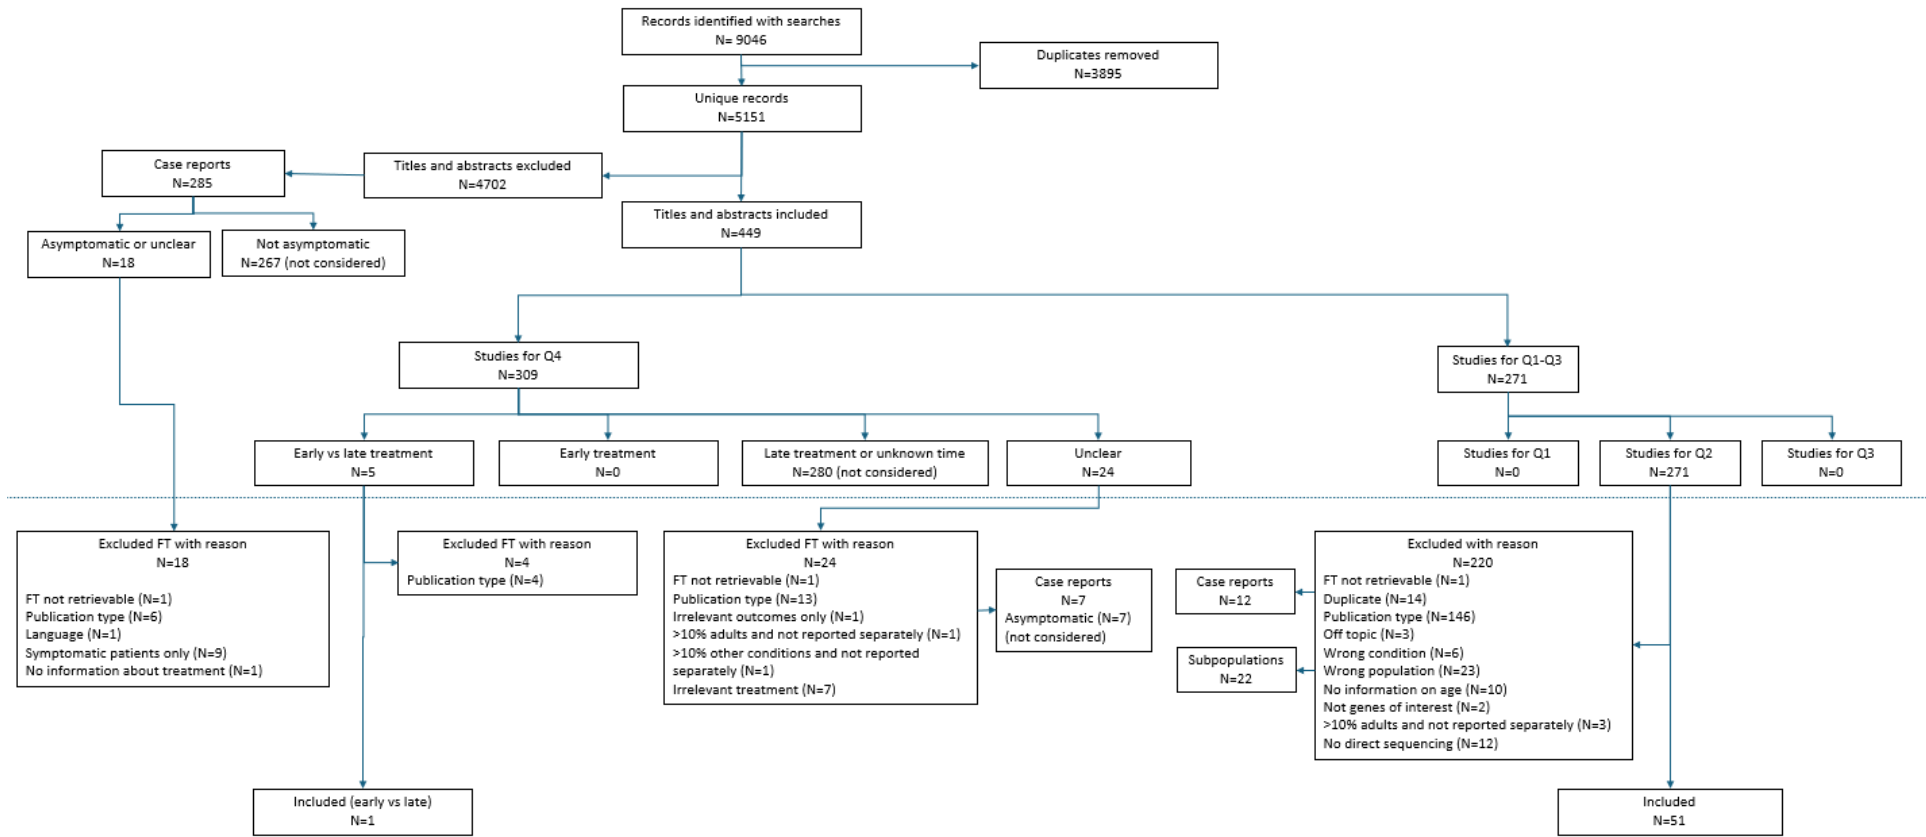 Records identified with searches
N= 9046
Duplicates removed
N=3895
Unique records
N=5151
Case reports
N=285
Titles and abstracts excluded
N=4702
Titles and abstracts included
N=449
Asymptomatic or unclear
N=18
Not asymptomatic
N=267 (not considered)
Studies for Q4
N=309
Studies for Q1-Q3
N=271
Early vs late treatment
N=5
Early treatment
N=0
Late treatment or unknown time
N=280 (not considered)
Unclear
N=24
Studies for Q1
N=0
Studies for Q2
N=271
Studies for Q3
N=0
Excluded FT with reason
N=18
FT not retrievable (N=1)
Publication type (N=6)
Language (N=1)
Symptomatic patients only (N=9)
No information about treatment (N=1)
Excluded FT with reason
N=4
Publication type (N=4)
Excluded FT with reason
N=24
FT not retrievable (N=1)
Publication type (N=13)
Irrelevant outcomes only (N=1)
>10% adults and not reported separately (N=1)
>10% other conditions and not reported
separately (N=1)
Irrelevant treatment (N=7)
Case reports
N=7
Asymptomatic (N=7)
(not considered)
Case reports
N=12
Subpopulations
N=22
Excluded with reason
N=220
FT not retrievable (N=1)
Duplicate (N=14)
Publication type (N=146)
Off topic (N=3)
Wrong condition (N=6)
Wrong population (N=23)
No information on age (N=10)
Not genes of interest (N=2)
>10% adults and not reported separately (N=3)
No direct sequencing (N=12)
Included (early vs late)
N=1
Included
N=51